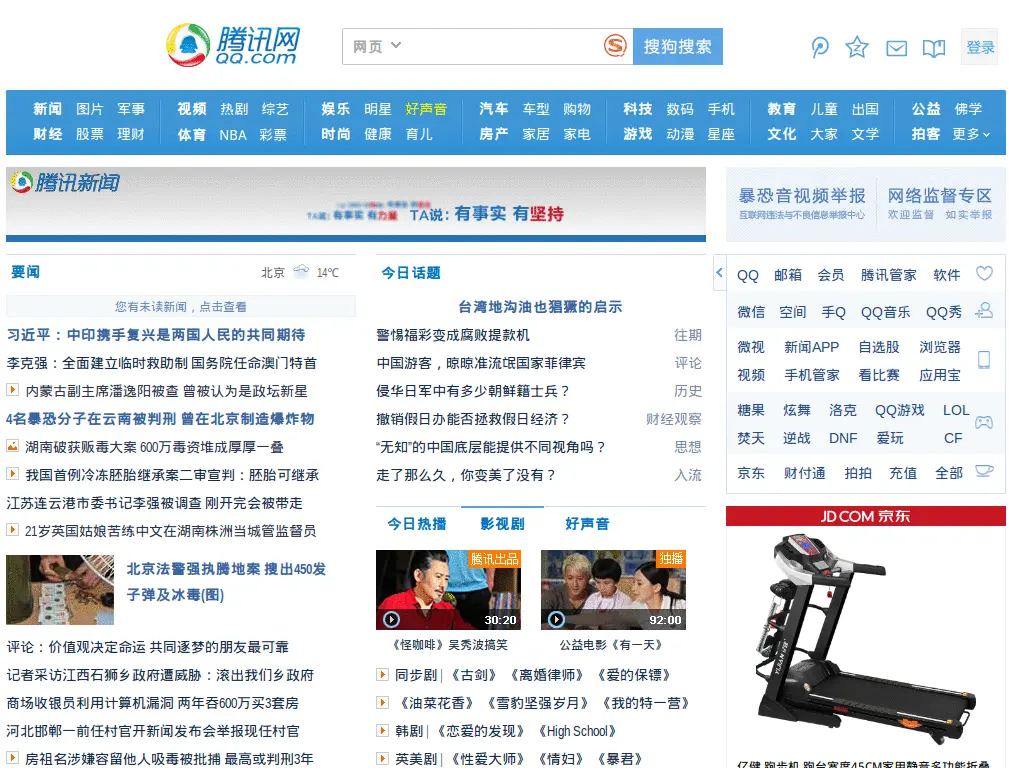 腾讯网
QQ.com
网页
搜狗搜索
登录
新闻 图片 军事 视频 热剧 综艺 娱乐 明星 好声音 汽车 车型 购物 科技 数码 手机 教育 儿童 出国 公益 佛学
财经 股票 理财 体育 NBA 彩票 时尚 健康 育儿 房产 家居 家电 游戏 动漫 星座 文化 大家 文学 拍客 更多
腾讯新闻
TA说: 有事实 有力量 TA说: 有事实 有坚持
暴恐音视频举报 网络监督专区
互联网违法与不良信息举报中心 欢迎监督 如实举报
要闻
北京 14℃
您有未读新闻，点击查看
习近平：中印携手复兴是两国人民的共同期待
李克强：全面建立临时救助制 国务院任命澳门特首
内蒙古副主席潘逸阳被查 曾被认为是政坛新星
4名暴恐分子在云南被判刑 曾在北京制造爆炸物
湖南破获贩毒大案 600万毒资堆成厚厚一叠
我国首例冷冻胚胎继承案二审宣判：胚胎可继承
江苏连云港市委书记李强被调查 刚开完会被带走
21岁英国姑娘苦练中文在湖南株洲当城管监督员
北京法警强执腾地案 搜出450发
子弹及冰毒(图)
评论：价值观决定命运 共同逐梦的朋友最可靠
记者采访江西石狮乡政府遭威胁：滚出我们乡政府
商场收银员利用计算机漏洞 两年吞600万买3套房
河北邯郸一前任村官开新闻发布会举报现任村官
房祖名涉嫌容留他人吸毒被批捕 最高或判刑3年
今日话题
台湾地沟油也猖獗的启示
警惕福彩变成腐败提款机 往期
中国游客，晾晾准流氓国家菲律宾 评论
侵华日军中有多少朝鲜籍士兵？ 历史
撤销假日办能否拯救假日经济？ 财经观察
“无知”的中国底层能提供不同视角吗？ 思想
走了那么久，你变美了没有？ 入流
今日热播 影视剧 好声音
腾讯出品
30:20
独播
92:00
《怪咖啡》吴秀波搞笑 公益电影《有一天》
同步剧| 《古剑》 《离婚律师》 《爱的保镖》
《油菜花香》 《雪豹坚强岁月》 《我的特一营》
韩剧| 《恋爱的发现》 《High School》
英美剧| 《性爱大师》 《情妇》 《暴君》
QQ 邮箱 会员 腾讯管家 软件
微信 空间 手Q QQ音乐 QQ秀
微视 新闻APP 自选股 浏览器
视频 手机管家 看比赛 应用宝
糖果 炫舞 洛克 QQ游戏 LOL
焚天 逆战 DNF 爱玩 CF
京东 财付通 拍拍 充值 全部
JD.COM 京东
亿健 跑步机 跑台宽度45CM家用静音多功能折叠